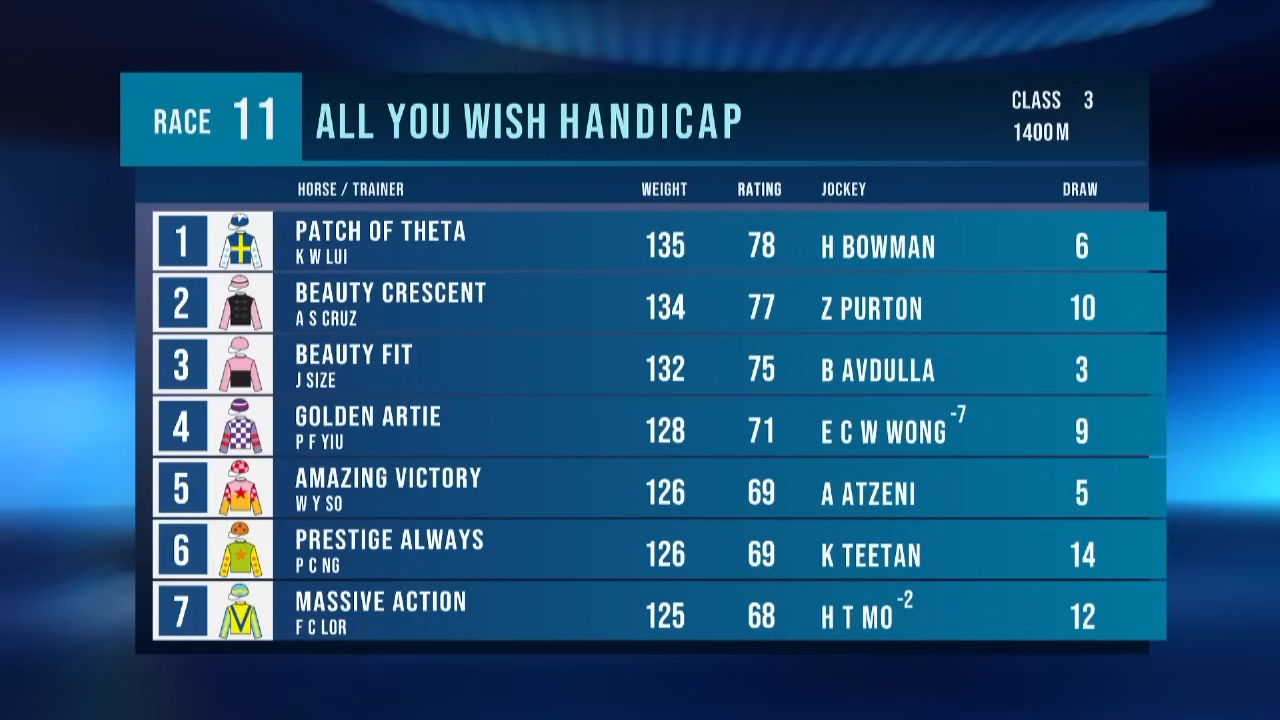 RACE 11 ALL YOU WISH HANDICAP CLASS 3
1400M
HORSE / TRAINER WEIGHT RATING JOCKEY DRAW
1 PATCH OF THETA 135 78 H BOWMAN 6
K W LUI
2 BEAUTY CRESCENT 134 77 Z PURTON 10
A S CRUZ
3 BEAUTY FIT 132 75 B AVDULLA 3
J SIZE
4 GOLDEN ARTIE 128 71 E C W WONG -7 9
P F YIU
5 AMAZING VICTORY 126 69 A ATZENI 5
W Y SO
6 PRESTIGE ALWAYS 126 69 K TEETAN 14
P C NG
7 MASSIVE ACTION 125 68 H T MO -2 12
F C LOR